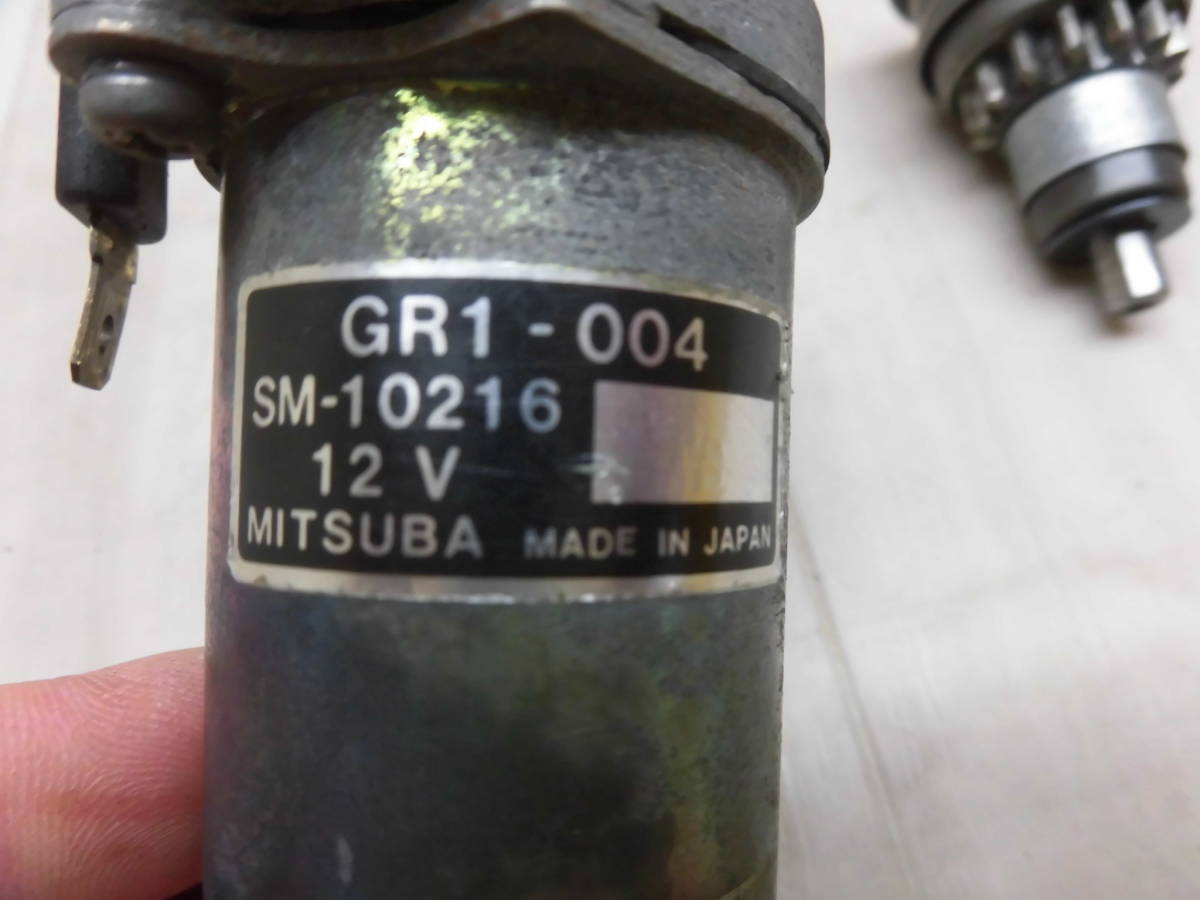 GR1-004
SM-10216
12 V
MITSUBA MADE IN JAPAN